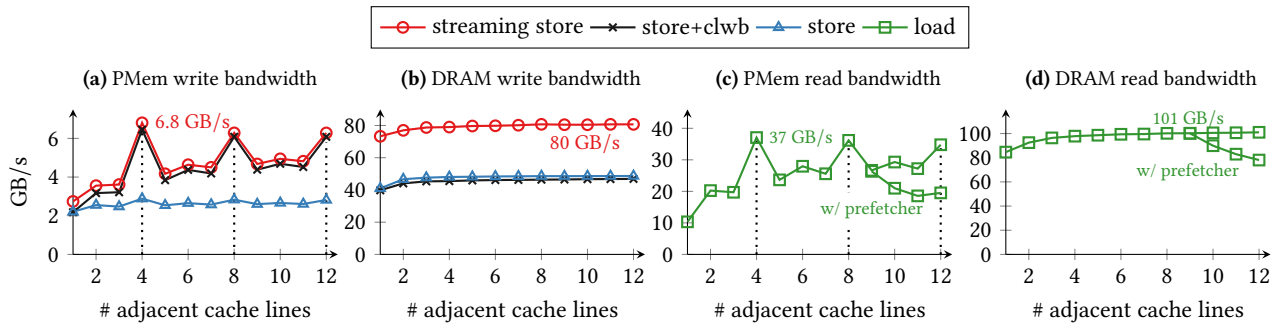 streaming store store+clwb store load
(a) PMem write bandwidth (b) DRAM write bandwidth (c) PMem read bandwidth (d) DRAM read bandwidth
GB/s
0 2 4 6
6.8 GB/s
2 4 6 8 10 12
# adjacent cache lines
0 20 40 60 80
80 GB/s
2 4 6 8 10 12
# adjacent cache lines
0 10 20 30 40
37 GB/s
w/ prefetcher
2 4 6 8 10 12
# adjacent cache lines
0 25 50 75 100
101 GB/s
w/ prefetcher
2 4 6 8 10 12
# adjacent cache lines